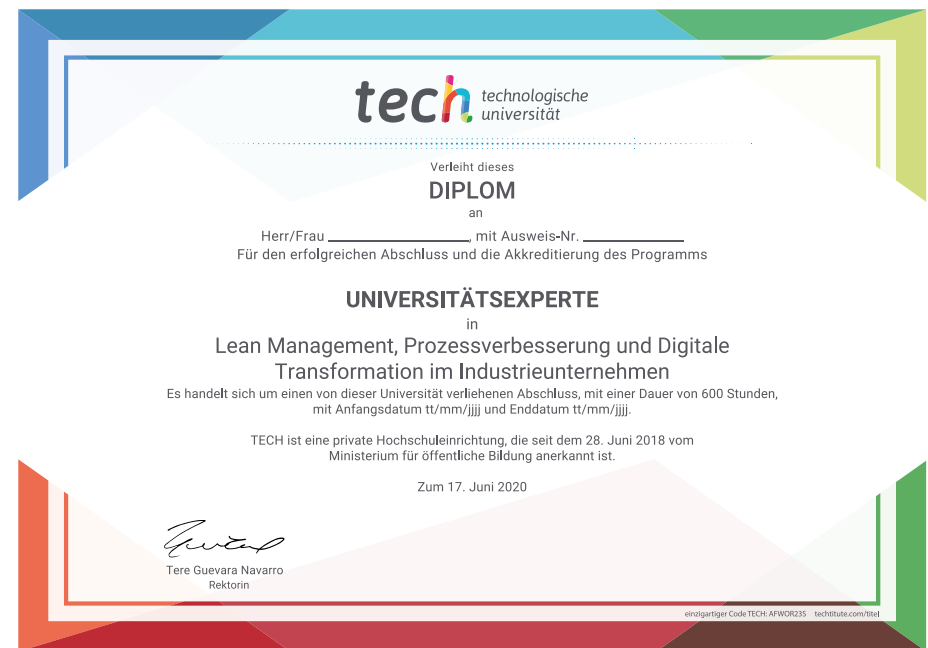 tech technologische
universität
Verleiht dieses
DIPLOM
an
Herr/Frau ____________, mit Ausweis-Nr. ____________
Für den erfolgreichen Abschluss und die Akkreditierung des Programms
UNIVERSITÄTSEXPERTE
in
Lean Management, Prozessverbesserung und Digitale
Transformation im Industrieunternehmen
Es handelt sich um einen von dieser Universität verliehenen Abschluss, mit einer Dauer von 600 Stunden,
mit Anfangsdatum tt/mm/jjjj und Enddatum tt/mm/jjjj.
TECH ist eine private Hochschuleinrichtung, die seit dem 28. Juni 2018 vom
Ministerium für öffentliche Bildung anerkannt ist.
Zum 17. Juni 2020
Tere Guevara Navarro
Rektorin
einzigartiger Code TECH: AFWOR23S techtitute.com/titel